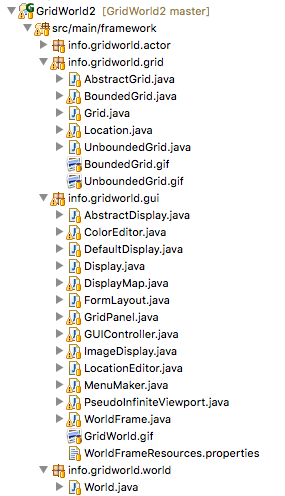 GridWorld2 [GridWorld2 master]
src/main/framework
info.gridworld.actor
info.gridworld.grid
AbstractGrid.java
BoundedGrid.java
Grid.java
Location.java
UnboundedGrid.java
BoundedGrid.gif
UnboundedGrid.gif
info.gridworld.gui
AbstractDisplay.java
ColorEditor.java
DefaultDisplay.java
Display.java
DisplayMap.java
FormLayout.java
GridPanel.java
GUIController.java
ImageDisplay.java
LocationEditor.java
MenuMaker.java
PseudoInfiniteViewport.java
WorldFrame.java
GridWorld.gif
WorldFrameResources.properties
info.gridworld.world
World.java